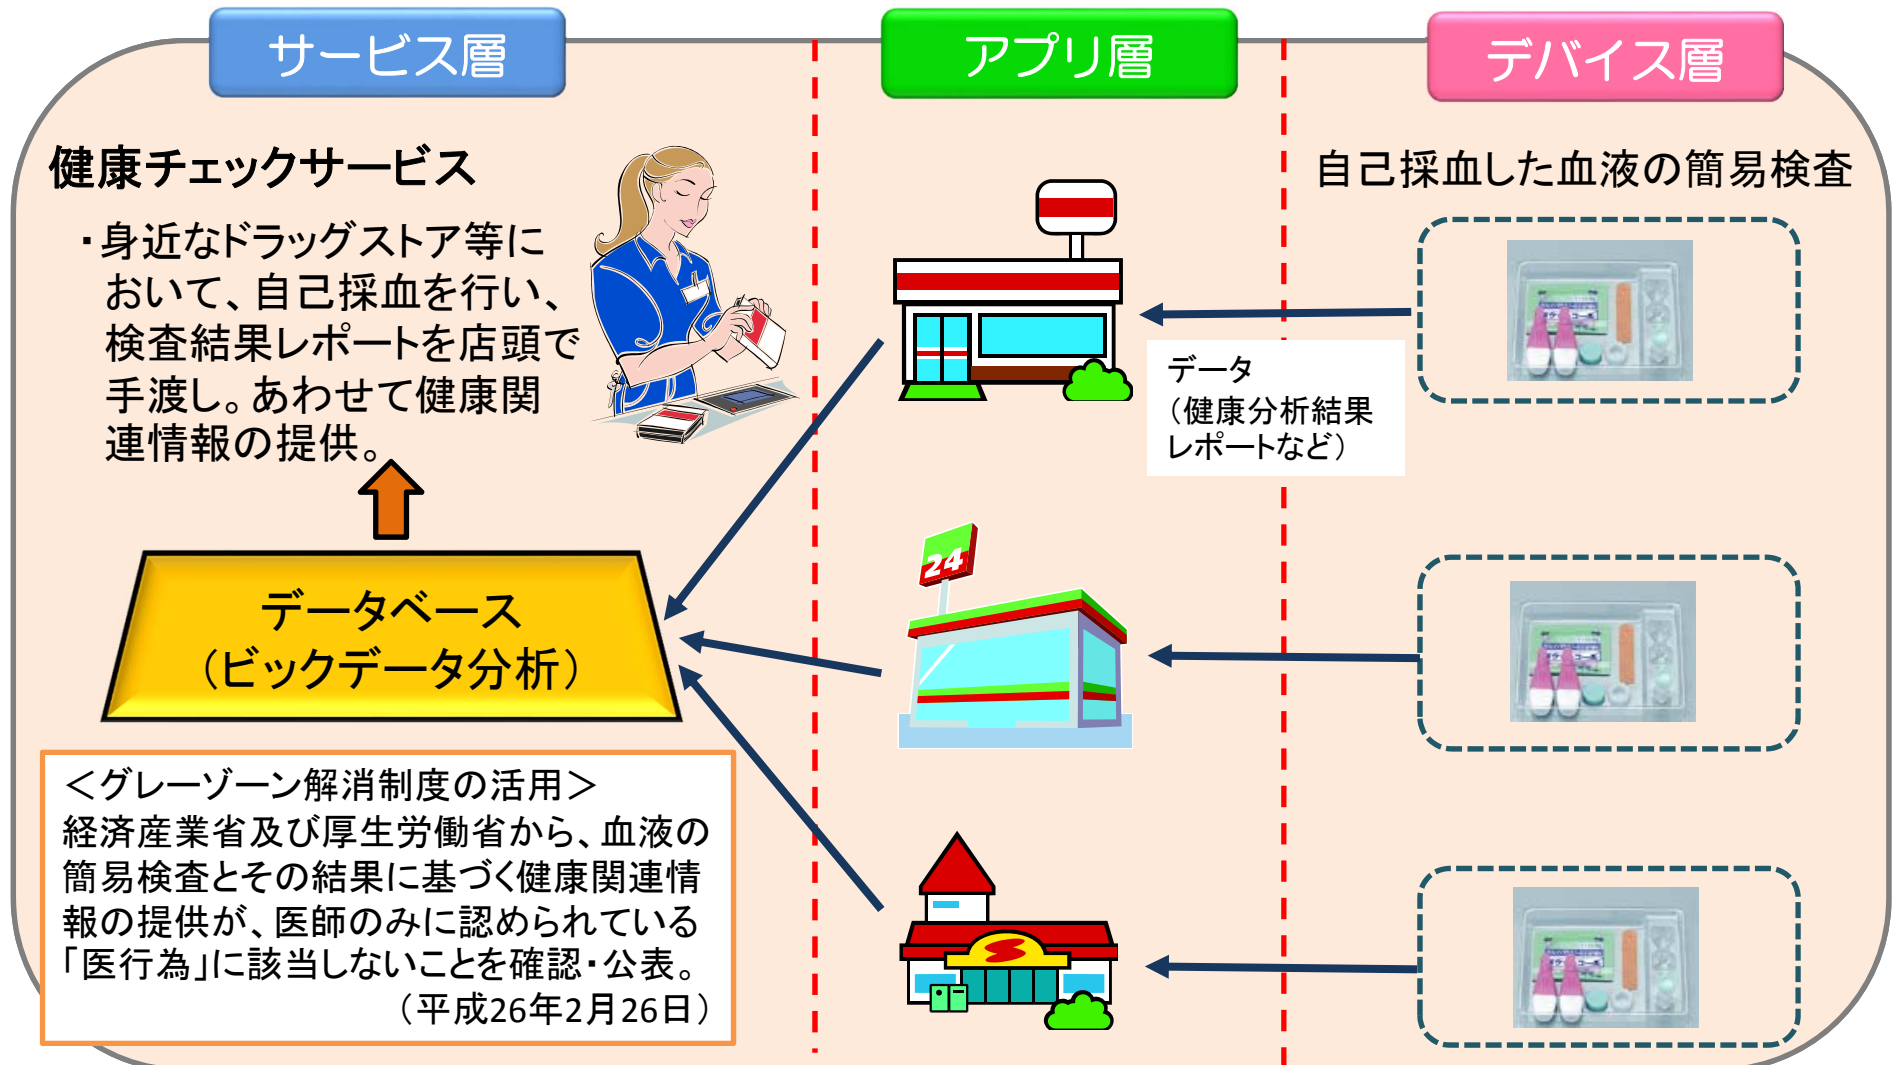 サービス層
アプリ層
デバイス層
健康チェックサービス
・身近なドラッグストア等に
おいて、自己採血を行い、
検査結果レポートを店頭で
手渡し。あわせて健康関
連情報の提供。
自己採血した血液の簡易検査
データ
（健康分析結果
レポートなど）
24
データベース
（ビックデータ分析）
＜グレーゾーン解消制度の活用＞
経済産業省及び厚生労働省から、血液の
簡易検査とその結果に基づく健康関連情
報の提供が、医師のみに認められている
「医行為」に該当しないことを確認・公表。
（平成26年2月26日）